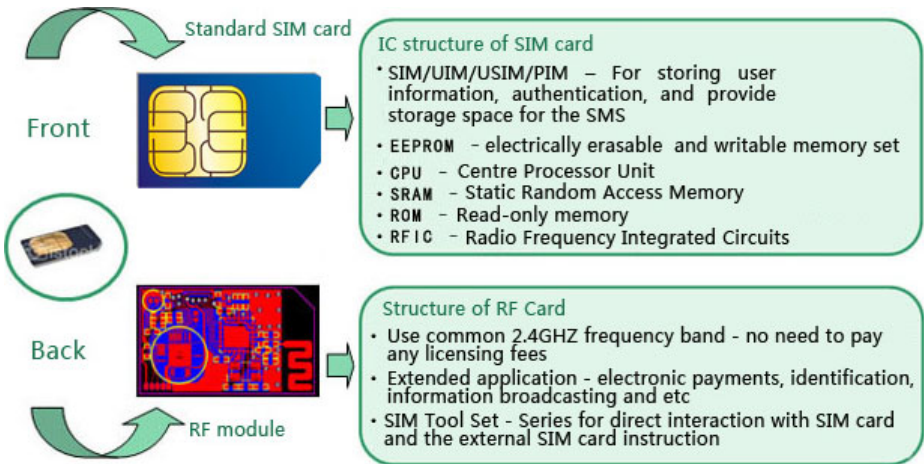 Standard SIM card
Front
IC structure of SIM card
• SIM/UIM/USIM/PIM – For storing user
information, authentication, and provide
storage space for the SMS
• EEPROM – electrically erasable and writable memory set
• CPU – Centre Processor Unit
• SRAM – Static Random Access Memory
• ROM – Read-only memory
• RFIC – Radio Frequency Integrated Circuits
Back
RF module
Structure of RF Card
• Use common 2.4GHZ frequency band - no need to pay
any licensing fees
• Extended application - electronic payments, identification,
information broadcasting and etc
• SIM Tool Set - Series for direct interaction with SIM card
and the external SIM card instruction